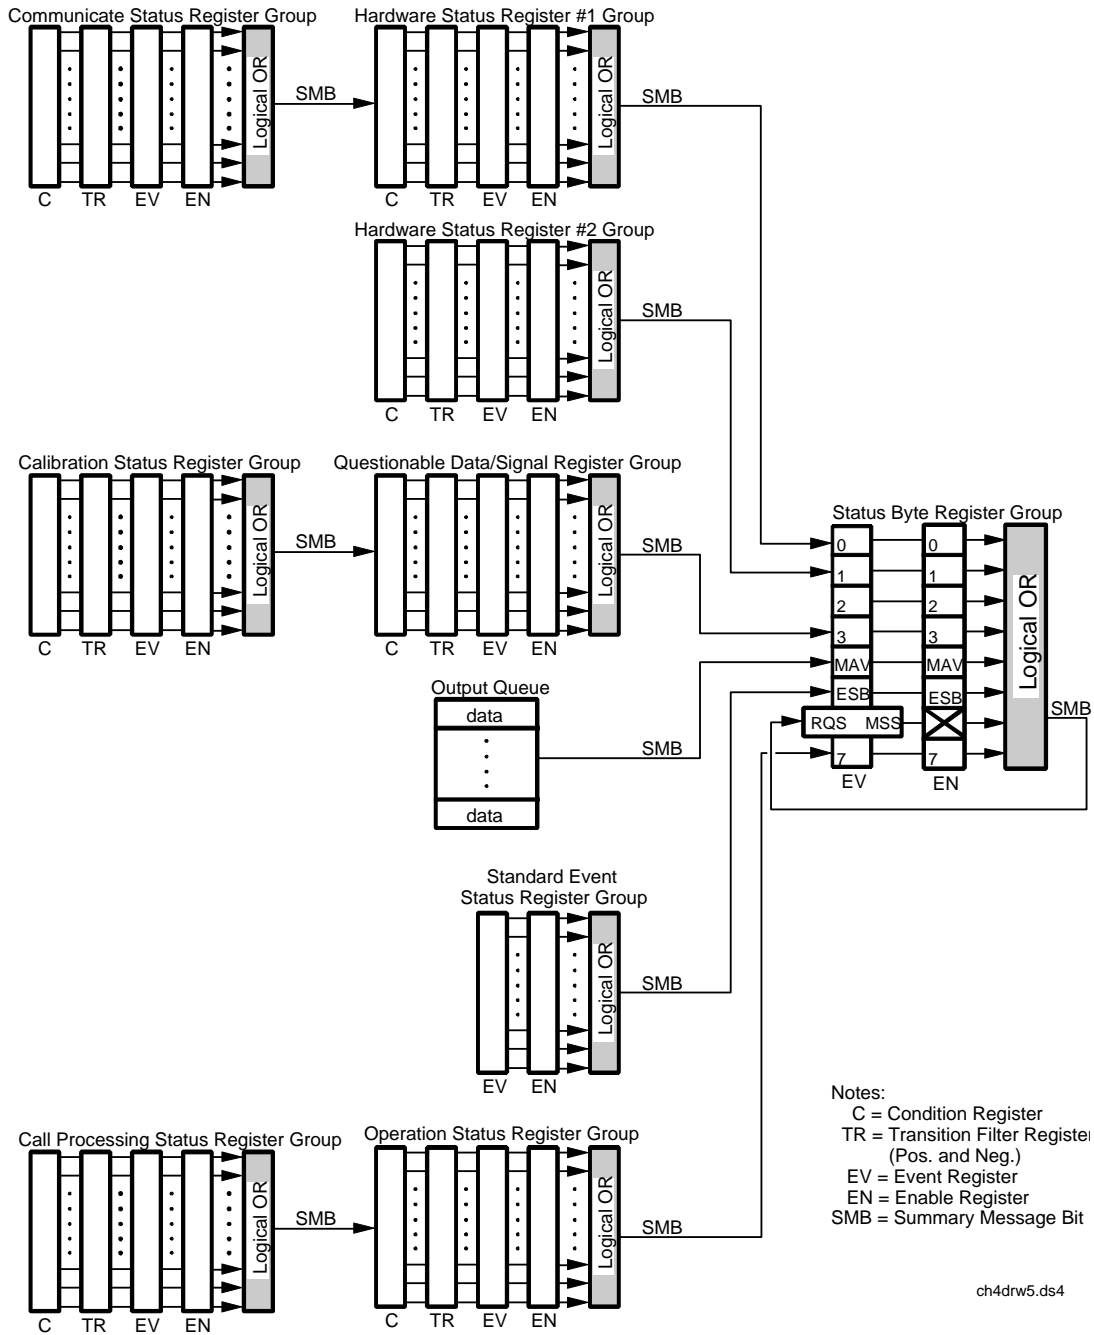 Communicate Status Register Group
Hardware Status Register #1 Group
Logical OR
Logical OR
SMB
SMB
C TR EV EN
C TR EV EN
Hardware Status Register #2 Group
Logical OR
SMB
C TR EV EN
Calibration Status Register Group
Questionable Data/Signal Register Group
Logical OR
Logical OR
SMB
SMB
C TR EV EN
C TR EV EN
Status Byte Register Group
0 0
1 1
2 2
3 3
MAV MAV
ESB ESB
RQS MSS
7 7
EV EN
Logical OR
SMB
Output Queue
data
data
SMB
Standard Event
Status Register Group
Logical OR
SMB
EV EN
Call Processing Status Register Group
Operation Status Register Group
Logical OR
Logical OR
SMB
SMB
C TR EV EN
C TR EV EN
Notes:
C = Condition Register
TR = Transition Filter Register
(Pos. and Neg.)
EV = Event Register
EN = Enable Register
SMB = Summary Message Bit
ch4drw5.ds4